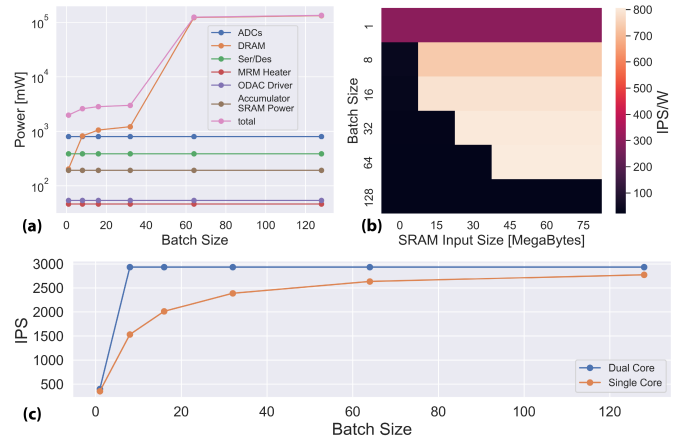 10^5
10^4
10^3
10^2
Power [mW]
ADCs
DRAM
Ser/Des
MRM Heater
ODAC Driver
Accumulator
SRAM Power
total
0 20 40 60 80 100 120
Batch Size
(a)
1
8
16
32
64
128
Batch Size
0 15 30 45 60 75
SRAM Input Size [MegaBytes]
(b)
800
700
600
500
400
300
200
100
IPS/W
3000
2500
2000
1500
1000
500
IPS
Dual Core
Single Core
0 20 40 60 80 100 120
Batch Size
(c)